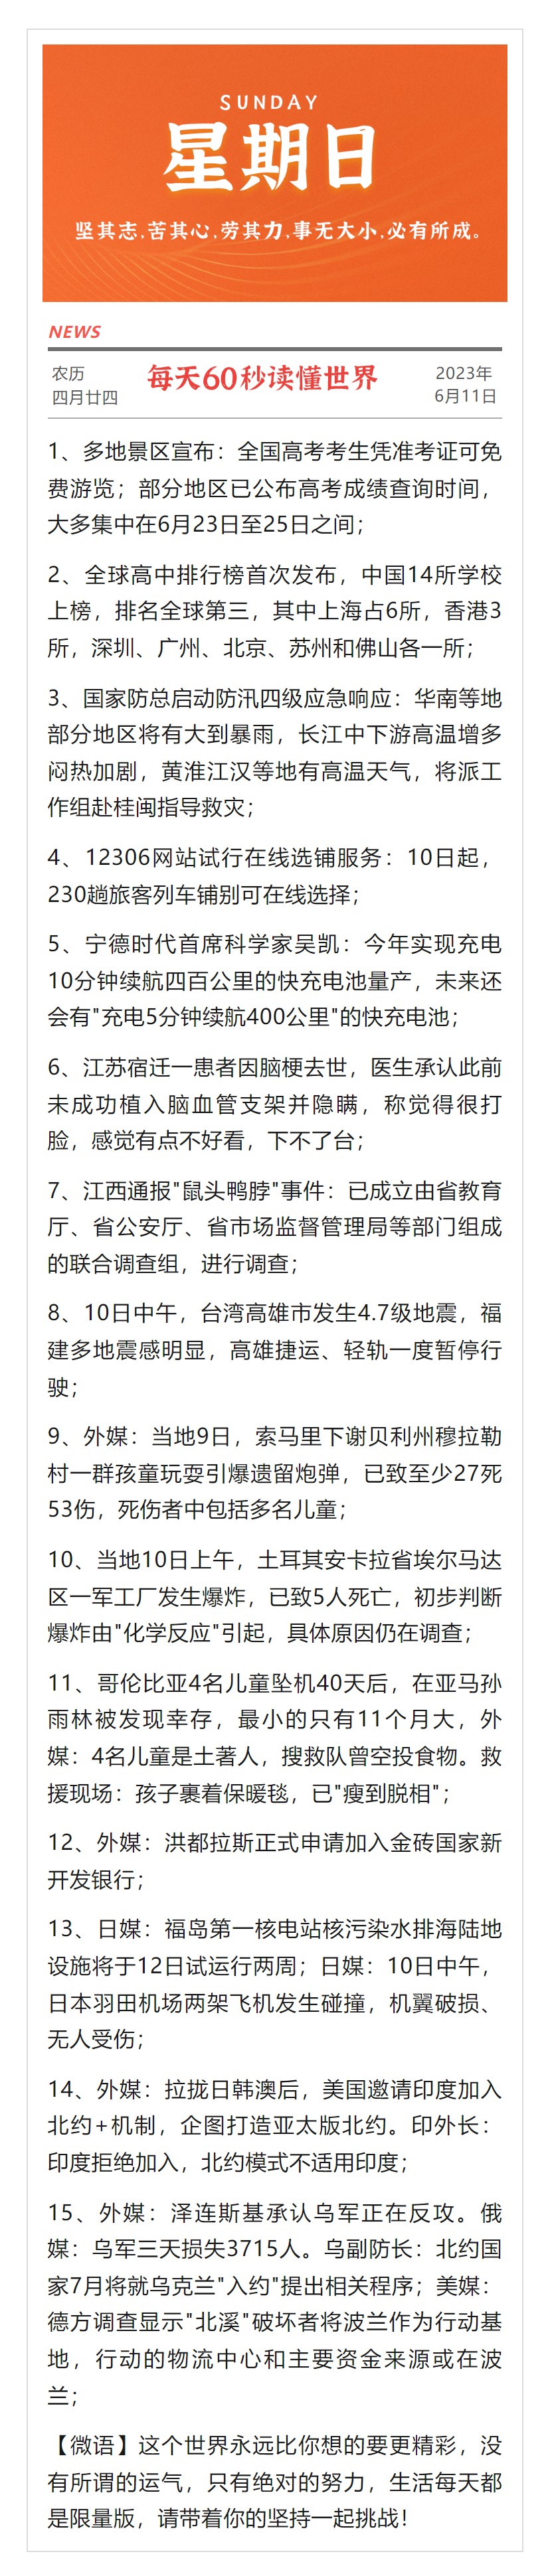 SUNDAY
星期日
坚其志,苦其心,劳其力,事无大小,必有所成。
NEWS
农历
四月廿四
每天60秒读懂世界
2023年
6月11日
1、多地景区宣布：全国高考考生凭准考证可免
费游览；部分地区已公布高考成绩查询时间，
大多集中在6月23日至25日之间；
2、全球高中排行榜首次发布，中国14所学校
上榜，排名全球第三，其中上海占6所，香港3
所，深圳、广州、北京、苏州和佛山各一所；
3、国家防总启动防汛四级应急响应：华南等地
部分地区将有大到暴雨，长江中下游高温增多
闷热加剧，黄淮江汉等地有高温天气，将派工
作组赴桂闽指导救灾；
4、12306网站试行在线选铺服务：10日起，
230趟旅客列车铺别可在线选择；
5、宁德时代首席科学家吴凯：今年实现充电
10分钟续航四百公里的快充电池量产，未来还
会有"充电5分钟续航400公里"的快充电池；
6、江苏宿迁一患者因脑梗去世，医生承认此前
未成功植入脑血管支架并隐瞒，称觉得很打
脸，感觉有点不好看，下不了台；
7、江西通报"鼠头鸭脖"事件：已成立由省教育
厅、省公安厅、省市场监督管理局等部门组成
的联合调查组，进行调查；
8、10日中午，台湾高雄市发生4.7级地震，福
建多地震感明显，高雄捷运、轻轨一度暂停行
驶；
9、外媒：当地9日，索马里下谢贝利州穆拉勒
村一群孩童玩耍引爆遗留炮弹，已致至少27死
53伤，死伤者中包括多名儿童；
10、当地10日上午，土耳其安卡拉省埃尔马达
区一军工厂发生爆炸，已致5人死亡，初步判断
爆炸由"化学反应"引起，具体原因仍在调查；
11、哥伦比亚4名儿童坠机40天后，在亚马孙
雨林被发现幸存，最小的只有11个月大，外
媒：4名儿童是土著人，搜救队曾空投食物。救
援现场：孩子裹着保暖毯，已"瘦到脱相"；
12、外媒：洪都拉斯正式申请加入金砖国家新
开发银行；
13、日媒：福岛第一核电站核污染水排海陆地
设施将于12日试运行两周；日媒：10日中午，
日本羽田机场两架飞机发生碰撞，机翼破损、
无人受伤；
14、外媒：拉拢日韩澳后，美国邀请印度加入
北约+机制，企图打造亚太版北约。印外长：
印度拒绝加入，北约模式不适用印度；
15、外媒：泽连斯基承认乌军正在反攻。俄
媒：乌军三天损失3715人。乌副防长：北约国
家7月将就乌克兰"入约"提出相关程序；美媒：
德方调查显示"北溪"破坏者将波兰作为行动基
地，行动的物流中心和主要资金来源或在波
兰；
【微语】这个世界永远比你想的要更精彩，没
有所谓的运气，只有绝对的努力，生活每天都
是限量版，请带着你的坚持一起挑战！